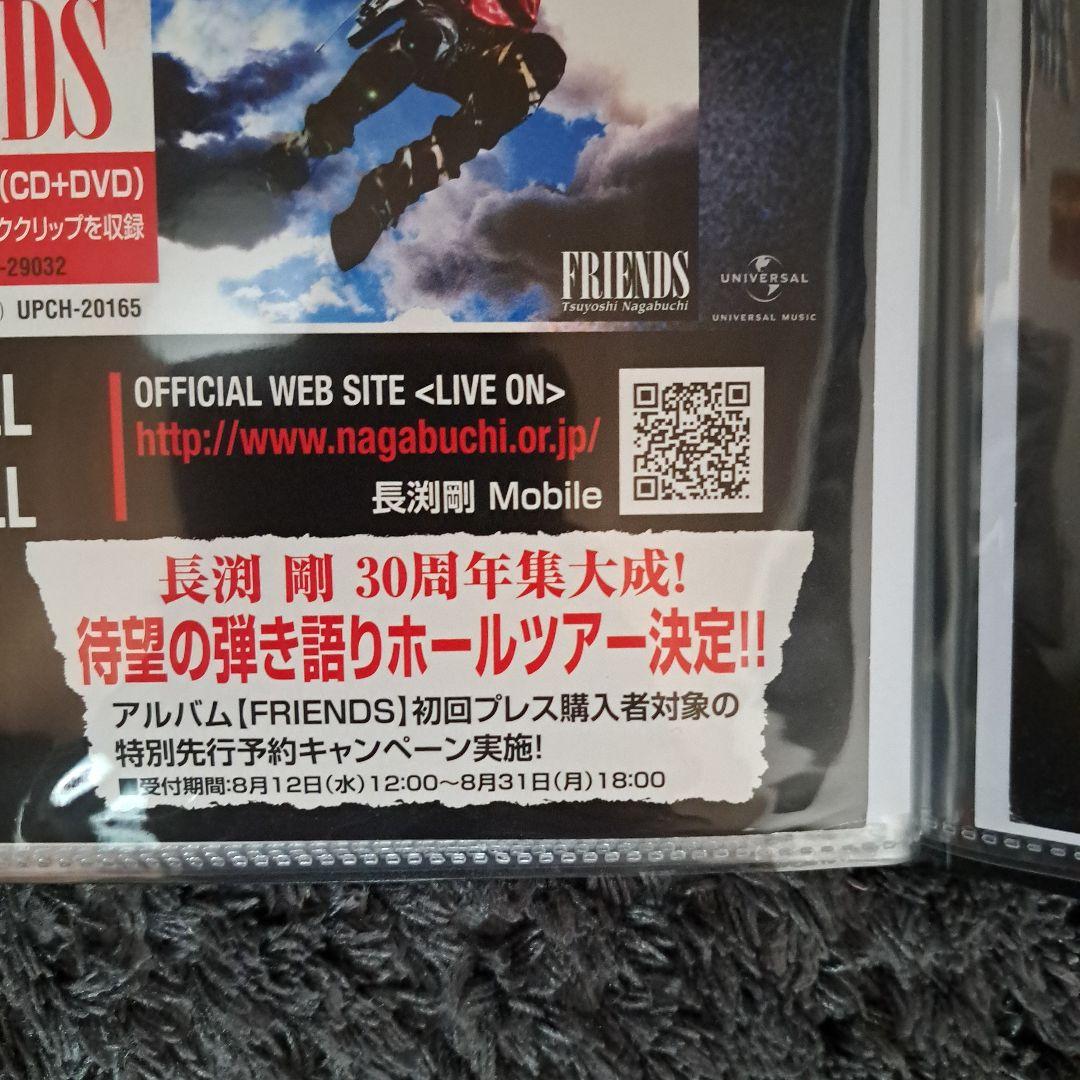 NDS
(CD+DVD)
ッククリップを収録
-29032
) UPCH-20165
FRIENDS
Tsuyoshi Nagabuchi
UNIVERSAL
UNIVERSAL MUSIC
LL
LL
OFFICIAL WEB SITE <LIVE ON>
http://www.nagabuchi.or.jp/
長渕剛 Mobile
長渕 剛 30周年集大成!
待望の弾き語りホールツアー決定!!
アルバム【FRIENDS】初回プレス購入者対象の
特別先行予約キャンペーン実施!
■受付期間:8月12日(水)12:00〜8月31日(月)18:00